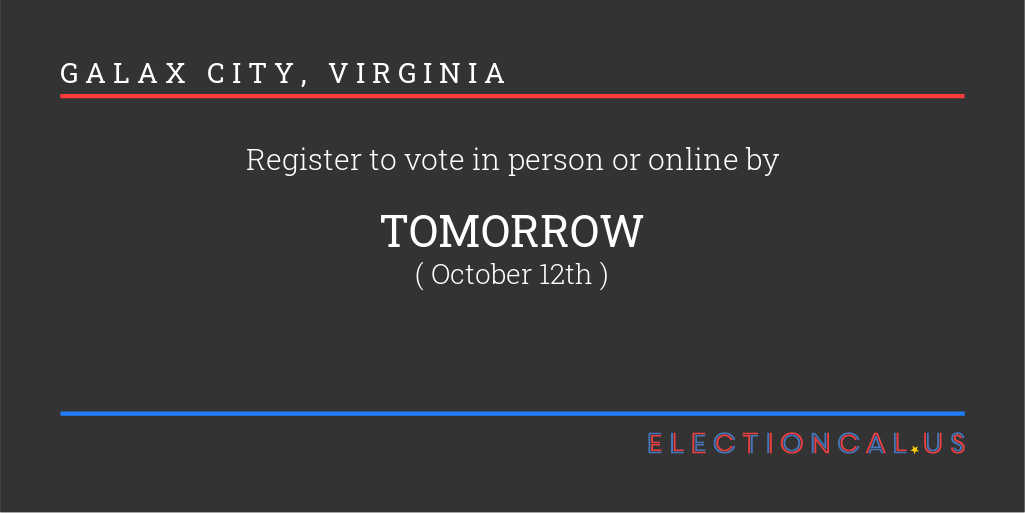 GALAX CITY, VIRGINIA
Register to vote in person or online by
TOMORROW
( October 12th )
ELECTIONCAL.US